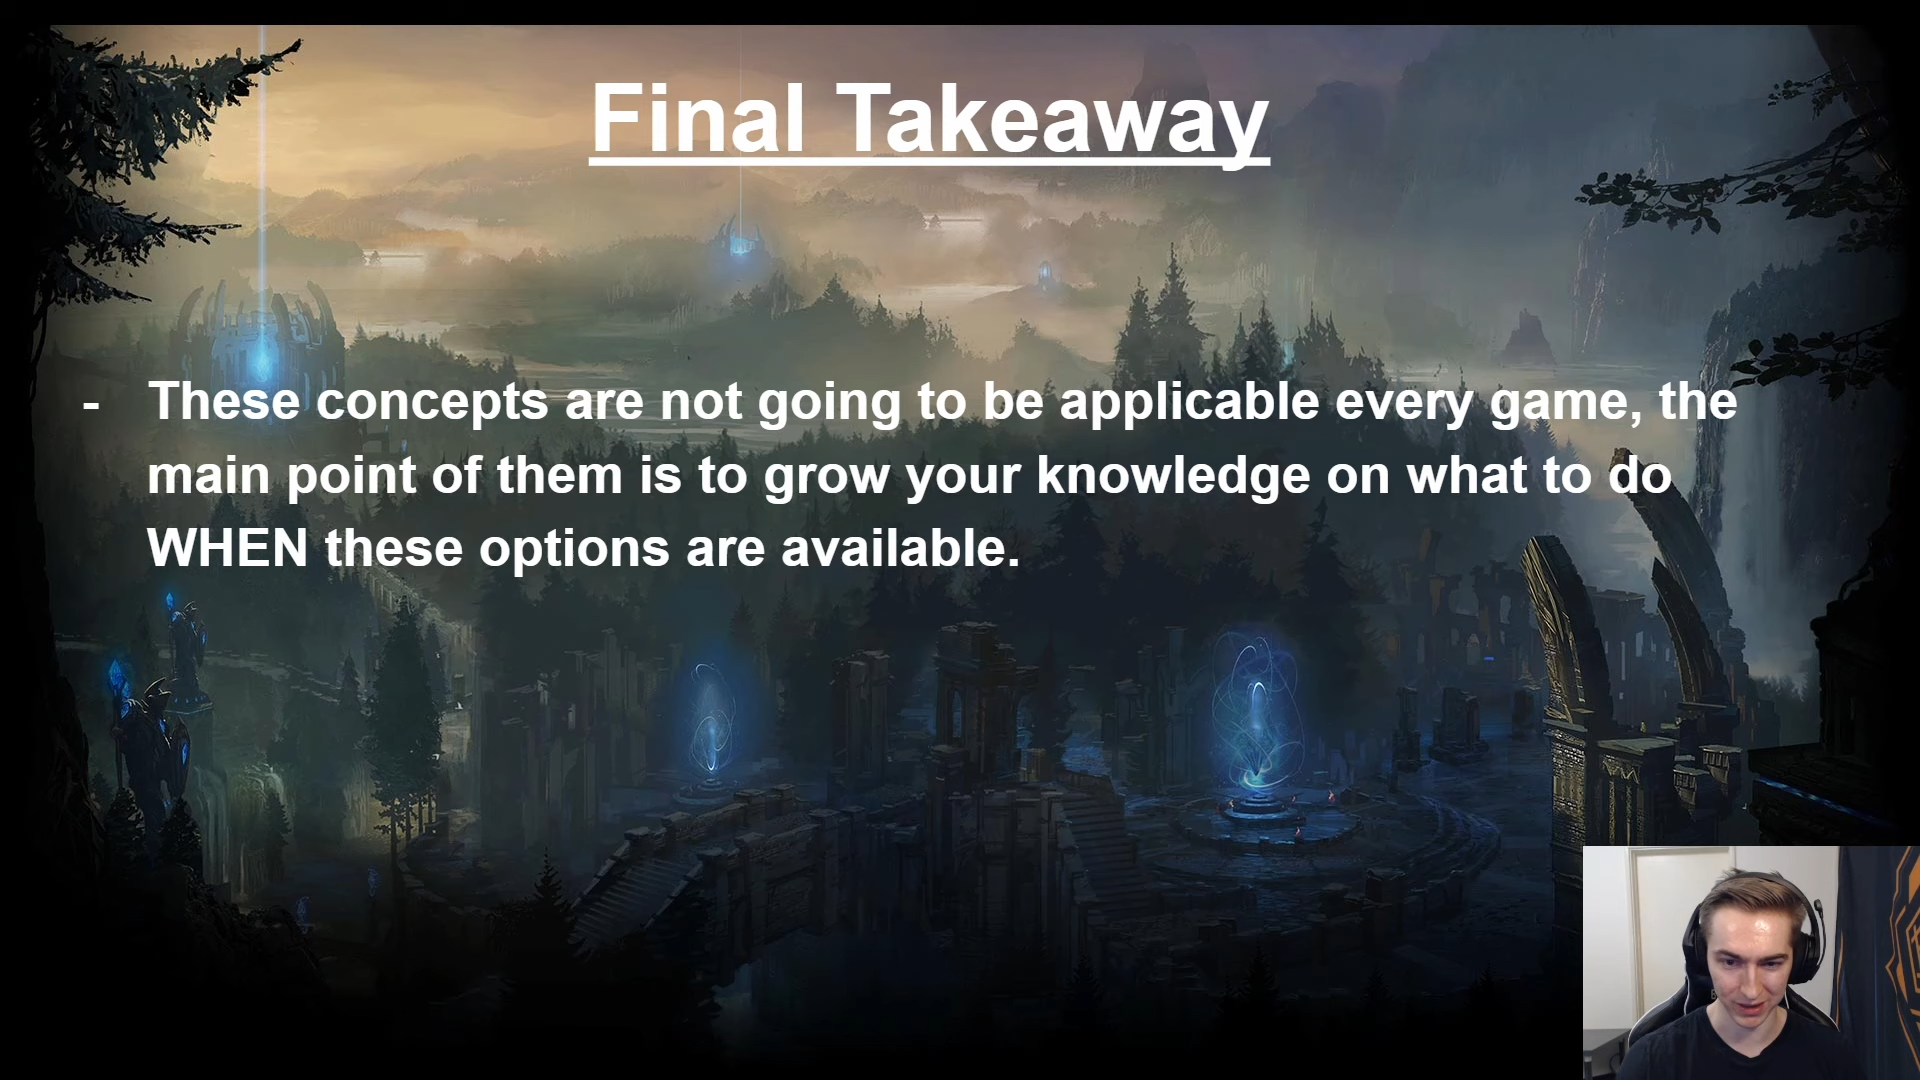 Final Takeaway
- These concepts are not going to be applicable every game, the
main point of them is to grow your knowledge on what to do
WHEN these options are available.